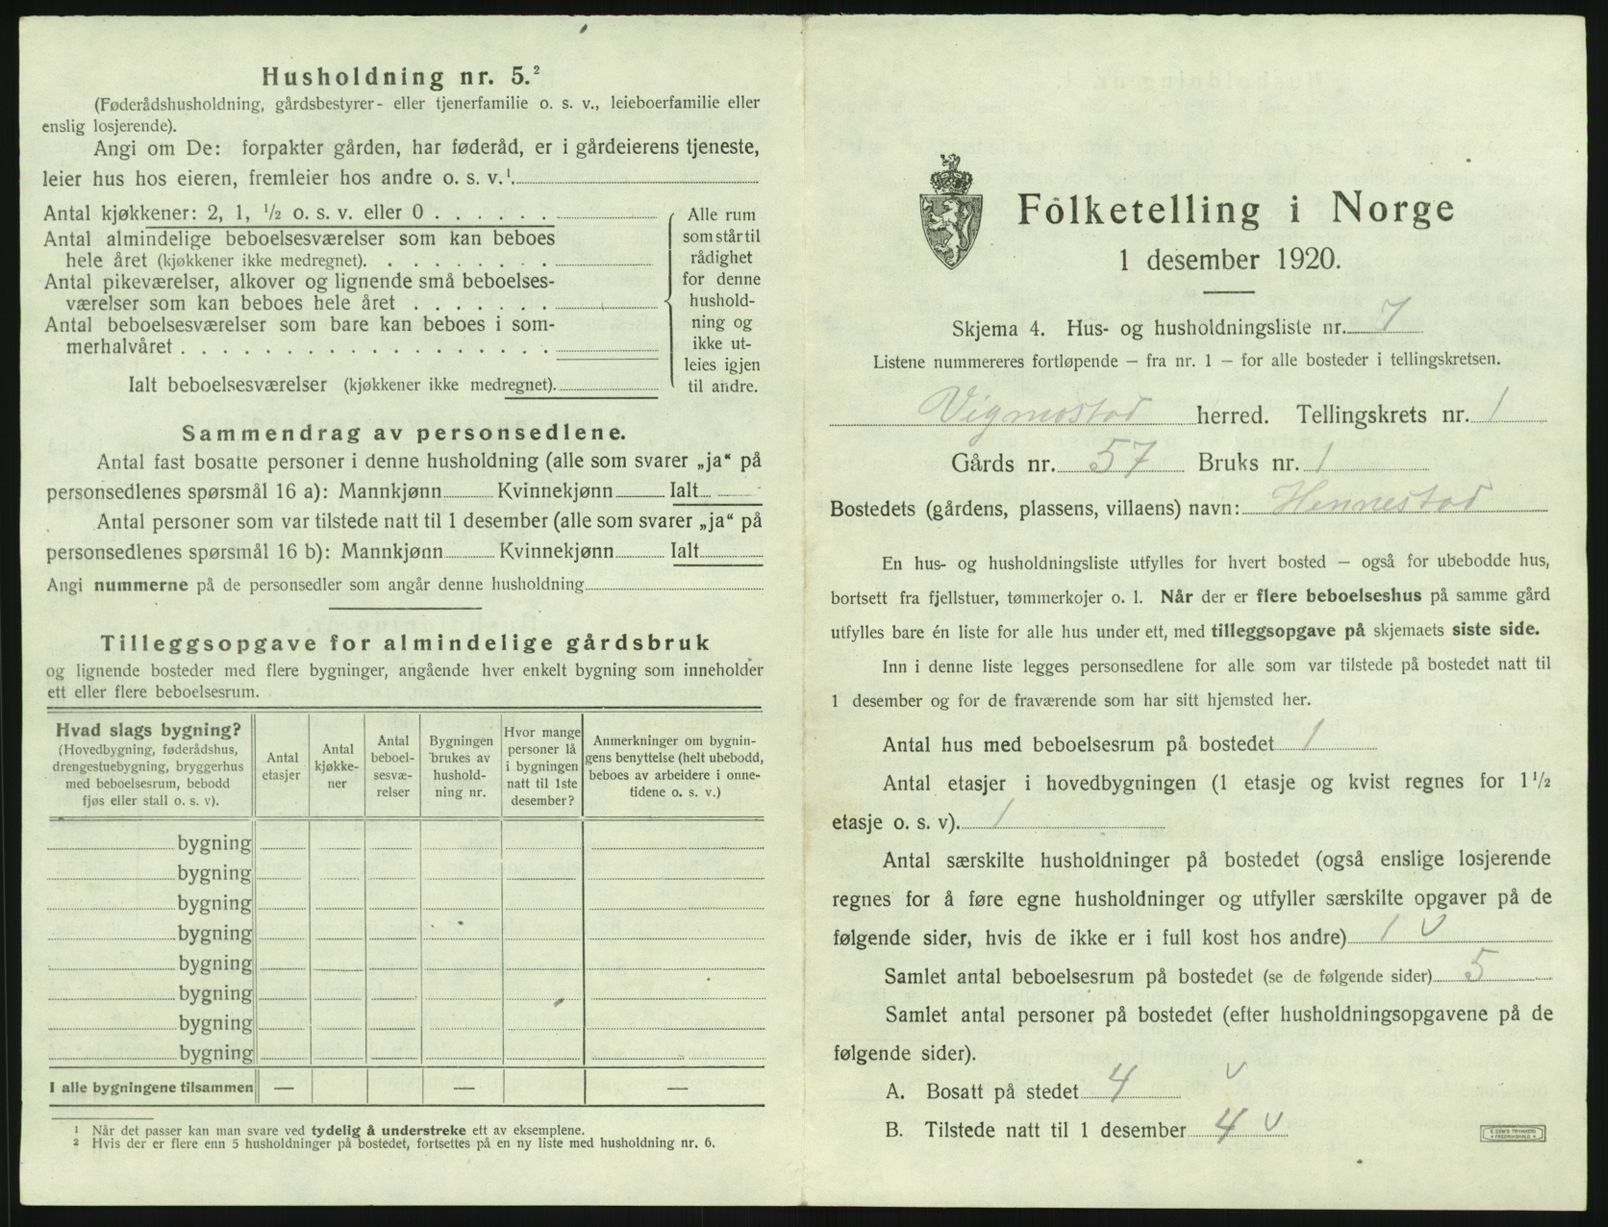 Husholdning nr. 5.²
(Føderådshusholdning, gårdsbestyrer- eller tjenerfamilie o. s. v., leieboerfamilie eller
enslig losjerende).
Angi om De: forpakter gården, har føderåd, er i gårdeierens tjeneste,
leier hus hos eieren, fremleier hos andre o. s. v.¹
Antal kjøkkener: 2, 1, ½ o. s. v. eller 0 . . . . . .
Antal almindelige beboelsesværelser som kan beboes
hele året (kjøkkener ikke medregnet). . . . . . . . .
Antal pikeværelser, alkover og lignende små beboelses-
værelser som kan beboes hele året . . . . . . .
Antal beboelsesværelser som bare kan beboes i som-
merhalvåret . . . . . . . . . . . . . . . . . .
Ialt beboelsesværelser (kjøkkener ikke medregnet).
Alle rum
som står til
rådighet
for denne
hushold-
ning og
ikke ut-
leies igjen
til andre.
Sammendrag av personsedlene.
Antal fast bosatte personer i denne husholdning (alle som svarer „ja“ på
personsedlenes spørsmål 16 a): Mannkjønn Kvinnekjønn Ialt
Antal personer som var tilstede natt til 1 desember (alle som svarer „ja“ på
personsedlenes spørsmål 16 b): Mannkjønn Kvinnekjønn Ialt
Angi nummerne på de personsedler som angår denne husholdning
Tilleggsopgave for almindelige gårdsbruk
og lignende bosteder med flere bygninger, angående hver enkelt bygning som inneholder
ett eller flere beboelsesrum.
Hvad slags bygning?
(Hovedbygning, føderådshus,
drengestuebygning, bryggerhus
med beboelsesrum, bebodd
fjøs eller stall o. s. v).
Antal
etasjer
Antal
kjøkke-
ner
Antal
beboel-
sesvæ-
relser
Bygningen
brukes av
hushold-
ning nr.
Hvor mange
personer lå
i bygningen
natt til 1ste
desember?
Anmerkninger om bygnin-
gens benyttelse (helt ubebodd,
beboes av arbeidere i onne-
tidene o. s. v.)
bygning
bygning
bygning
bygning
bygning
bygning
bygning
bygning
I alle bygningene tilsammen — — —
¹ Når det passer kan man svare ved tydelig å understreke ett av eksemplene.
² Hvis der er flere enn 5 husholdninger på bostedet, fortsettes på en ny liste med husholdning nr. 6.
Folketelling i Norge
1 desember 1920.
Skjema 4. Hus- og husholdningsliste nr. 7
Listene nummereres fortløpende – fra nr. 1 – for alle bosteder i tellingskretsen.
Vigmostad herred. Tellingskrets nr. 1
Gårds nr. 57 Bruks nr. 1
Bostedets (gårdens, plassens, villaens) navn: Hennestad
En hus- og husholdningsliste utfylles for hvert bosted – også for ubebodde hus,
bortsett fra fjellstuer, tømmerkojer o. l. Når der er flere beboelseshus på samme gård
utfylles bare én liste for alle hus under ett, med tilleggsopgave på skjemaets siste side.
Inn i denne liste legges personsedlene for alle som var tilstede på bostedet natt til
1 desember og for de fraværende som har sitt hjemsted her.
Antal hus med beboelsesrum på bostedet 1
Antal etasjer i hovedbygningen (1 etasje og kvist regnes for 1½
etasje o. s. v). 1
Antal særskilte husholdninger på bostedet (også enslige losjerende
regnes for å føre egne husholdninger og utfyller særskilte opgaver på de
følgende sider, hvis de ikke er i full kost hos andre) 1 v
Samlet antal beboelsesrum på bostedet (se de følgende sider) 5
Samlet antal personer på bostedet (efter husholdningsopgavene på de
følgende sider).
A. Bosatt på stedet 4 v
B. Tilstede natt til 1 desember 4 v